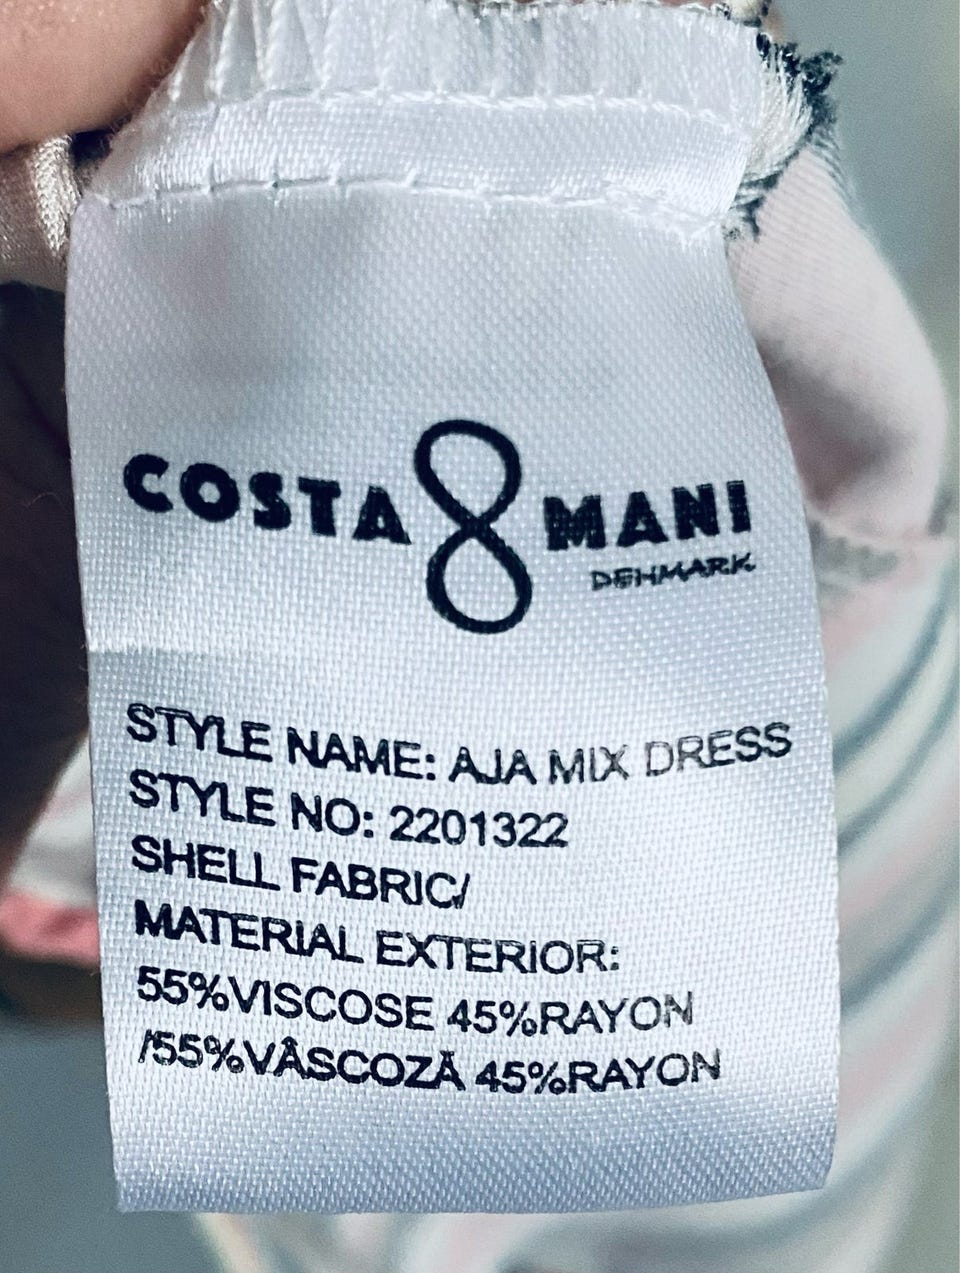 COSTA 8 MANI
DENMARK
STYLE NAME: AJA MIX DRESS
STYLE NO: 2201322
SHELL FABRIC/
MATERIAL EXTERIOR:
55%VISCOSE 45%RAYON
/55%VÂSCOZĂ 45%RAYON